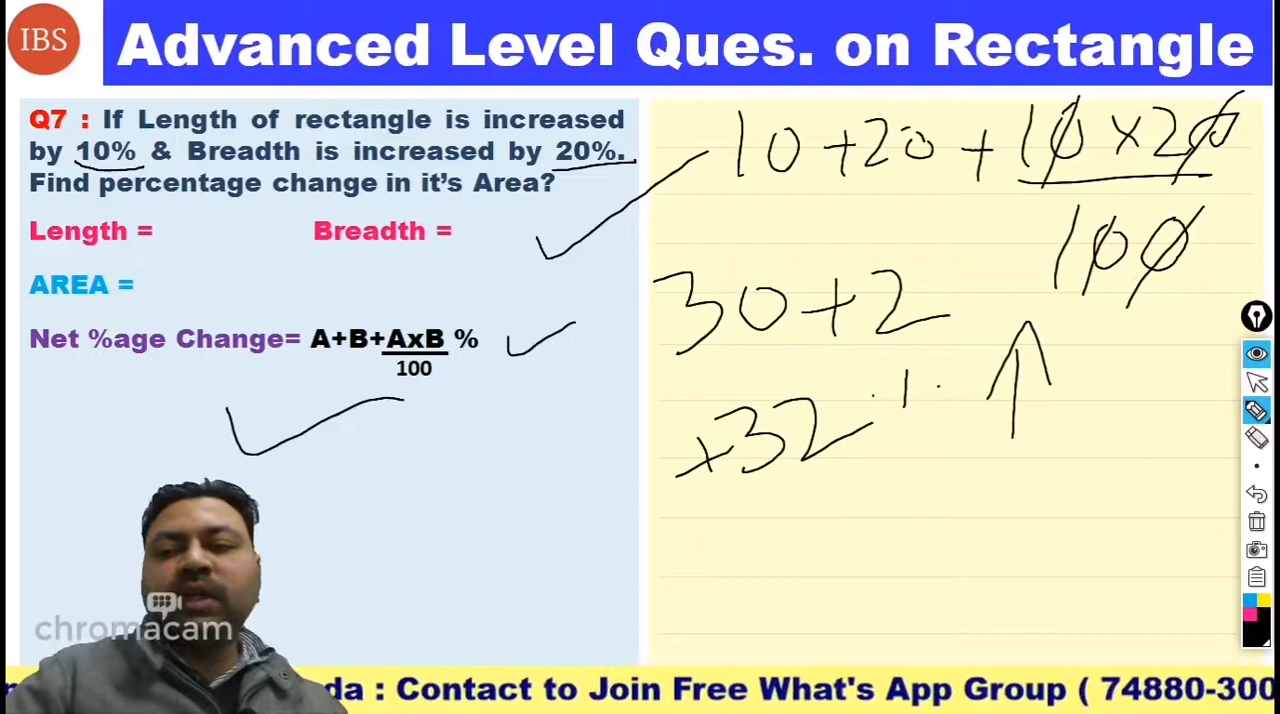 IBS
Advanced Level Ques. on Rectangle
Q7 : If Length of rectangle is increased
by 10% & Breadth is increased by 20%.
Find percentage change in it's Area?
Length = Breadth =
AREA =
Net %age Change= A+B+AxB %
100
10+20+10×20
100
30+2
+32%
chromacam
da : Contact to Join Free What's App Group ( 74880-300